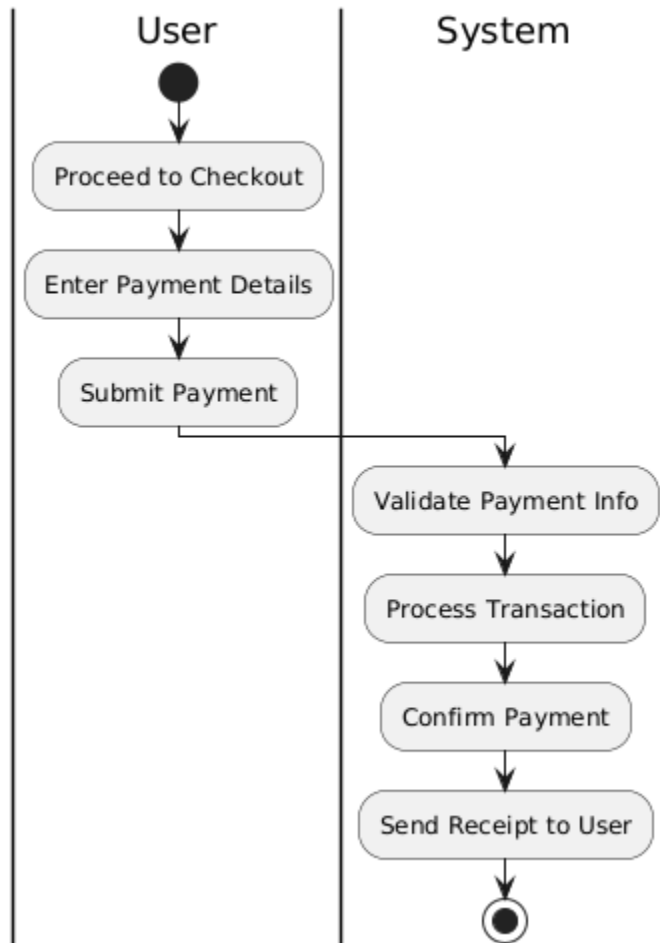 User
System
Proceed to Checkout
Enter Payment Details
Submit Payment
Validate Payment Info
Process Transaction
Confirm Payment
Send Receipt to User